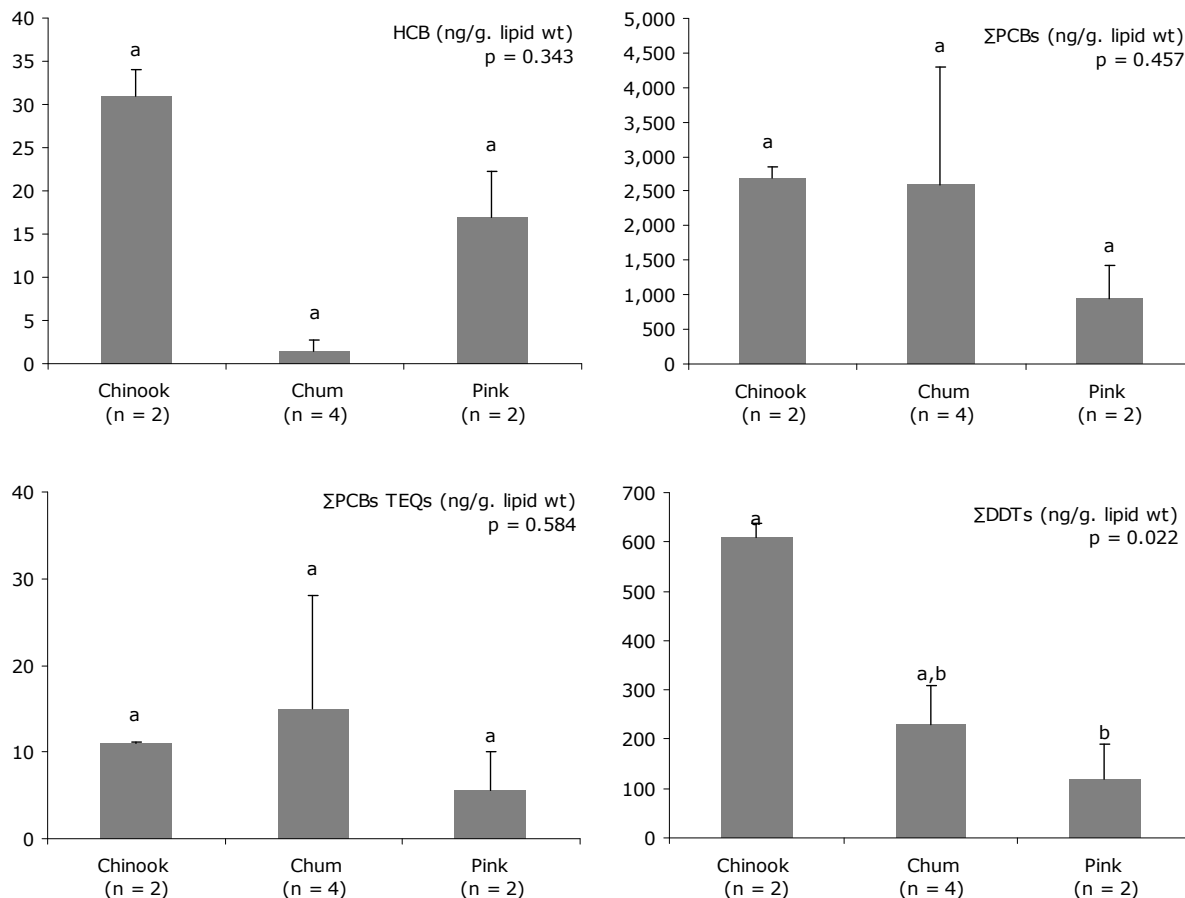 HCB (ng/g. lipid wt)
p = 0.343
40
35
30
25
20
15
10
5
0
a
a
a
Chinook
(n = 2)
Chum
(n = 4)
Pink
(n = 2)
ΣPCBs (ng/g. lipid wt)
p = 0.457
5,000
4,500
4,000
3,500
3,000
2,500
2,000
1,500
1,000
500
0
a
a
a
Chinook
(n = 2)
Chum
(n = 4)
Pink
(n = 2)
ΣPCBs TEQs (ng/g. lipid wt)
p = 0.584
40
30
20
10
0
a
a
a
Chinook
(n = 2)
Chum
(n = 4)
Pink
(n = 2)
ΣDDTs (ng/g. lipid wt)
p = 0.022
700
600
500
400
300
200
100
0
a
a,b
b
Chinook
(n = 2)
Chum
(n = 4)
Pink
(n = 2)